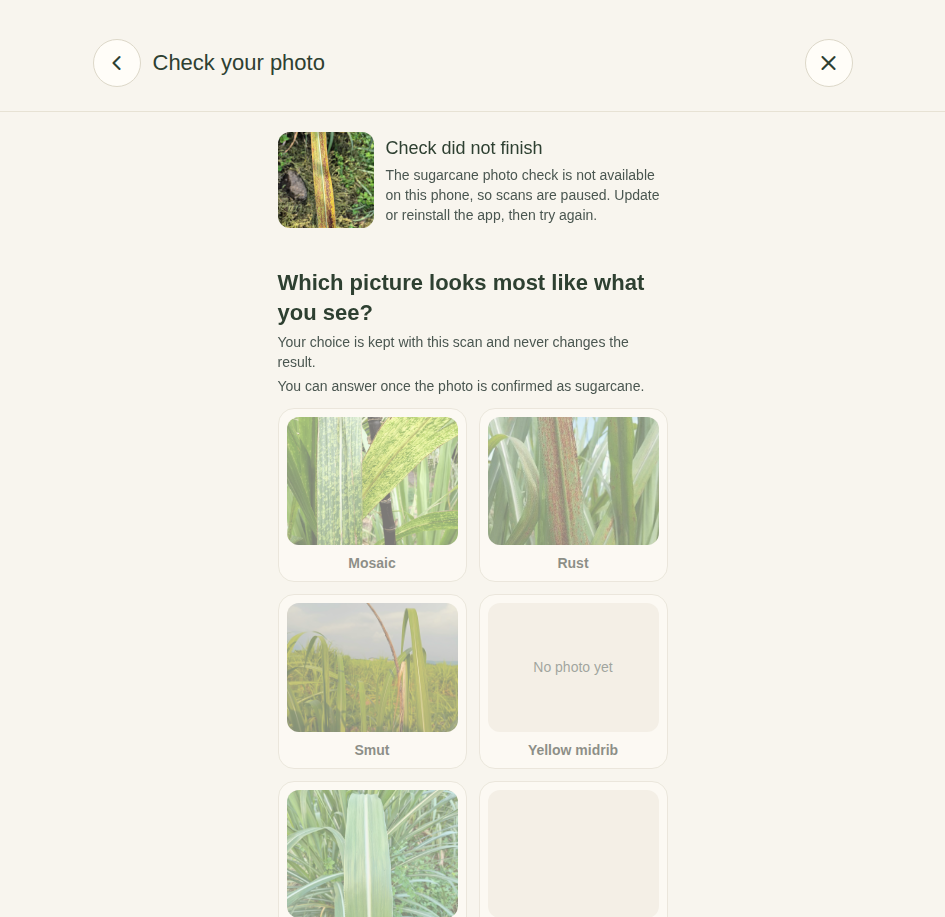 Check your photo
Check did not finish
The sugarcane photo check is not available
on this phone, so scans are paused. Update
or reinstall the app, then try again.
Which picture looks most like what
you see?
Your choice is kept with this scan and never changes the
result.
You can answer once the photo is confirmed as sugarcane.
Mosaic
Rust
No photo yet
Smut
Yellow midrib